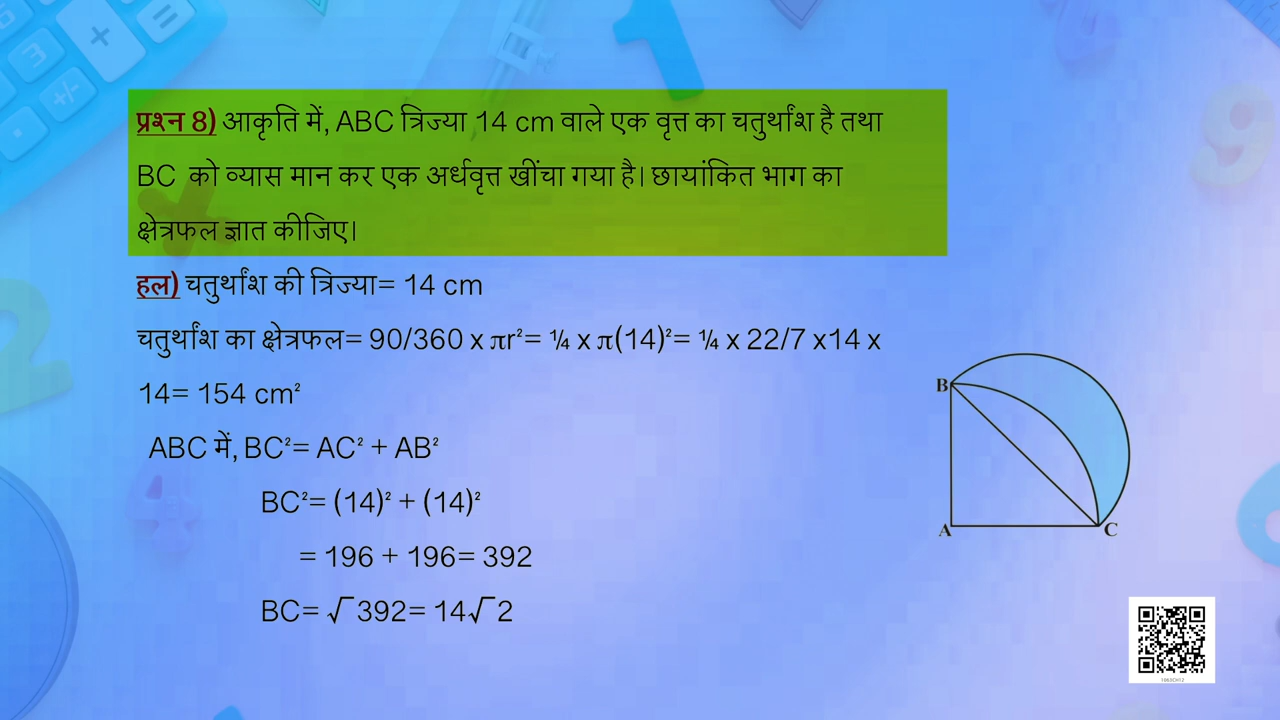 प्रश्न 8) आकृति में, ABC त्रिज्या 14 cm वाले एक वृत्त का चतुर्थांश है तथा
BC को व्यास मान कर एक अर्धवृत्त खींचा गया है। छायांकित भाग का
क्षेत्रफल ज्ञात कीजिए।
हल) चतुर्थांश की त्रिज्या= 14 cm
चतुर्थांश का क्षेत्रफल= 90/360 x πr²= ¼ x π(14)²= ¼ x 22/7 x14 x
14= 154 cm²
ABC में, BC²= AC² + AB²
BC²= (14)² + (14)²
= 196 + 196= 392
BC= √392= 14√2
B
A
C
1063CH12